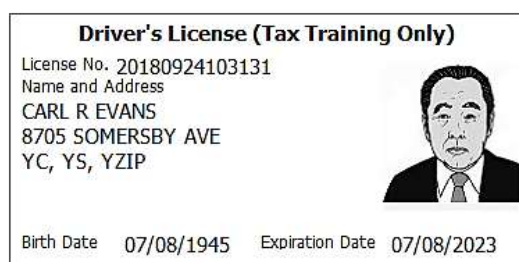 Driver's License (Tax Training Only)
License No. 20180924103131
Name and Address
CARL R EVANS
8705 SOMERSBY AVE
YC, YS, YZIP
Birth Date 07/08/1945 Expiration Date 07/08/2023